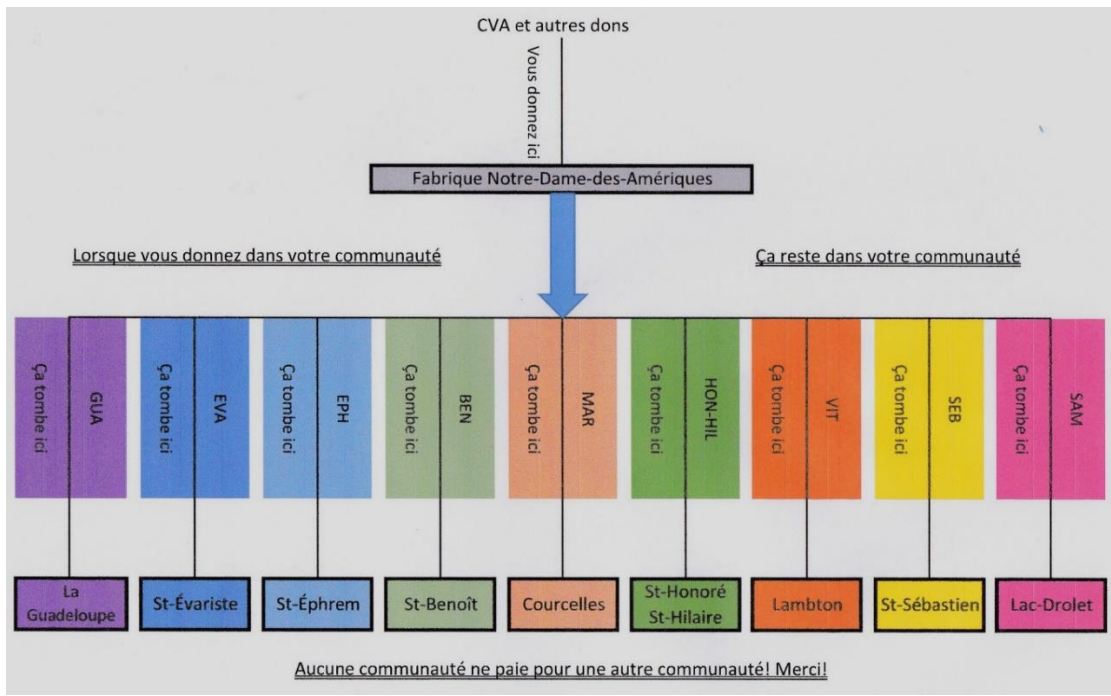 CVA et autres dons
Vous donnez ici
Fabrique Notre-Dame-des-Amériques
Lorsque vous donnez dans votre communauté
Ça reste dans votre communauté
Ça tombe ici
GUA
Ça tombe ici
EVA
Ça tombe ici
EPH
Ça tombe ici
BEN
Ça tombe ici
MAR
Ça tombe ici
HON-HIL
Ça tombe ici
VIT
Ça tombe ici
SEB
Ça tombe ici
SAM
La
Guadeloupe
St-Évariste
St-Éphrem
St-Benoît
Courcelles
St-Honoré
St-Hilaire
Lambton
St-Sébastien
Lac-Drolet
Aucune communauté ne paie pour une autre communauté! Merci!